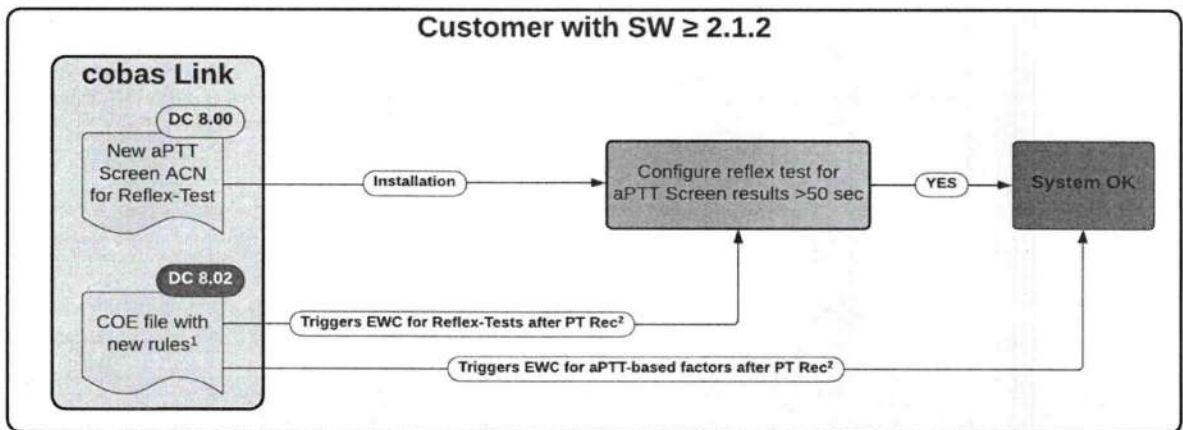 Customer with SW ≥ 2.1.2
cobas Link
DC 8.00
New aPTT
Screen ACN
for Reflex-Test
Installation
Configure reflex test for
aPTT Screen results >50 sec
YES
System OK
DC 8.02
COE file with
new rules¹
Triggers EWC for Reflex-Tests after PT Rec²
Triggers EWC for aPTT-based factors after PT Rec²